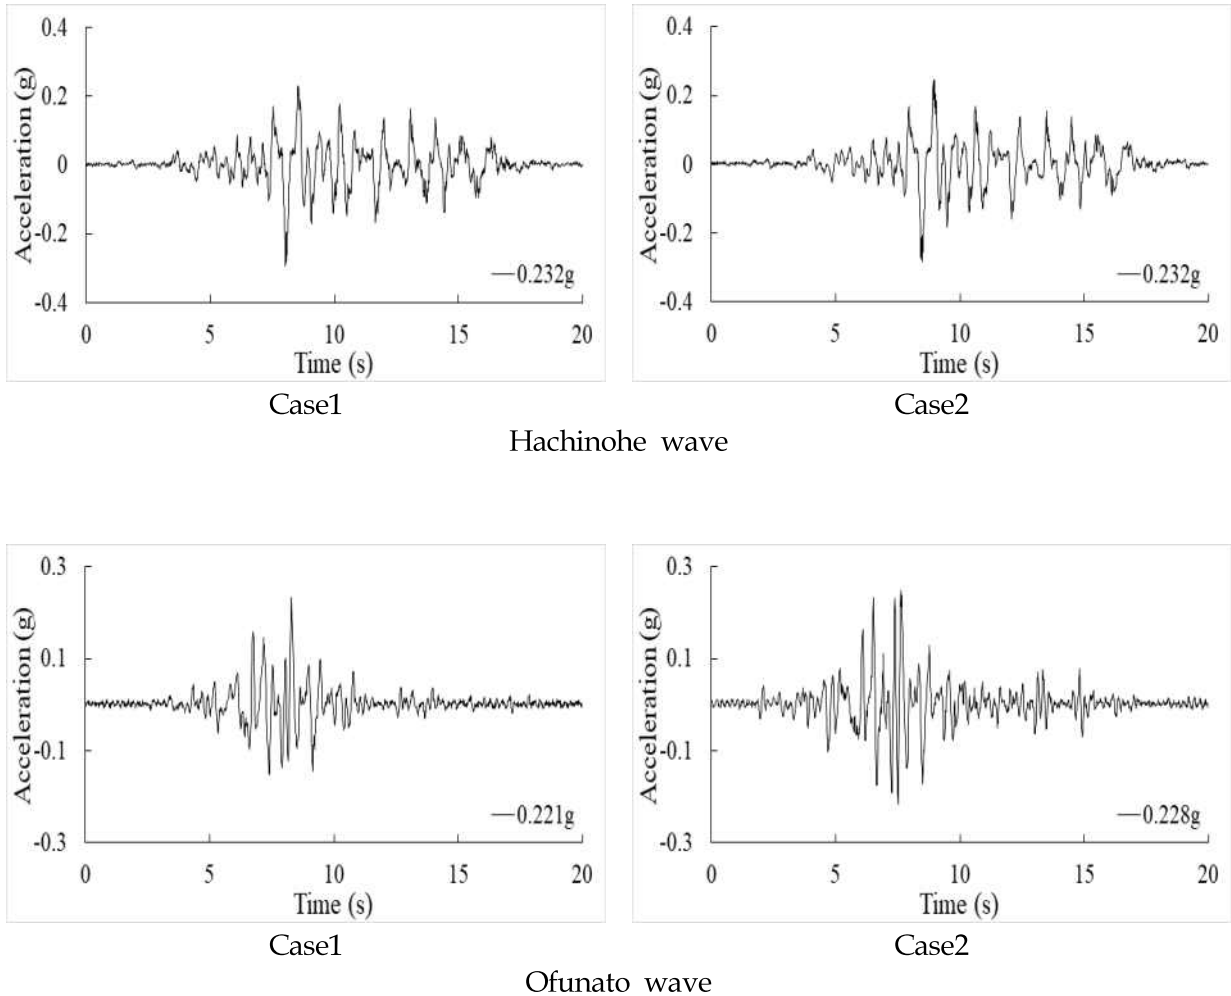 0.4
0.2
0
-0.2
-0.4
Acceleration (g)
0.232g
0 5 10 15 20
Time (s)
Case1
0.4
0.2
0
-0.2
-0.4
Acceleration (g)
0.232g
0 5 10 15 20
Time (s)
Case2
Hachinohe wave
0.3
0.1
-0.1
-0.3
Acceleration (g)
0.221g
0 5 10 15 20
Time (s)
Case1
0.3
0.1
-0.1
-0.3
Acceleration (g)
0.228g
0 5 10 15 20
Time (s)
Case2
Ofunato wave